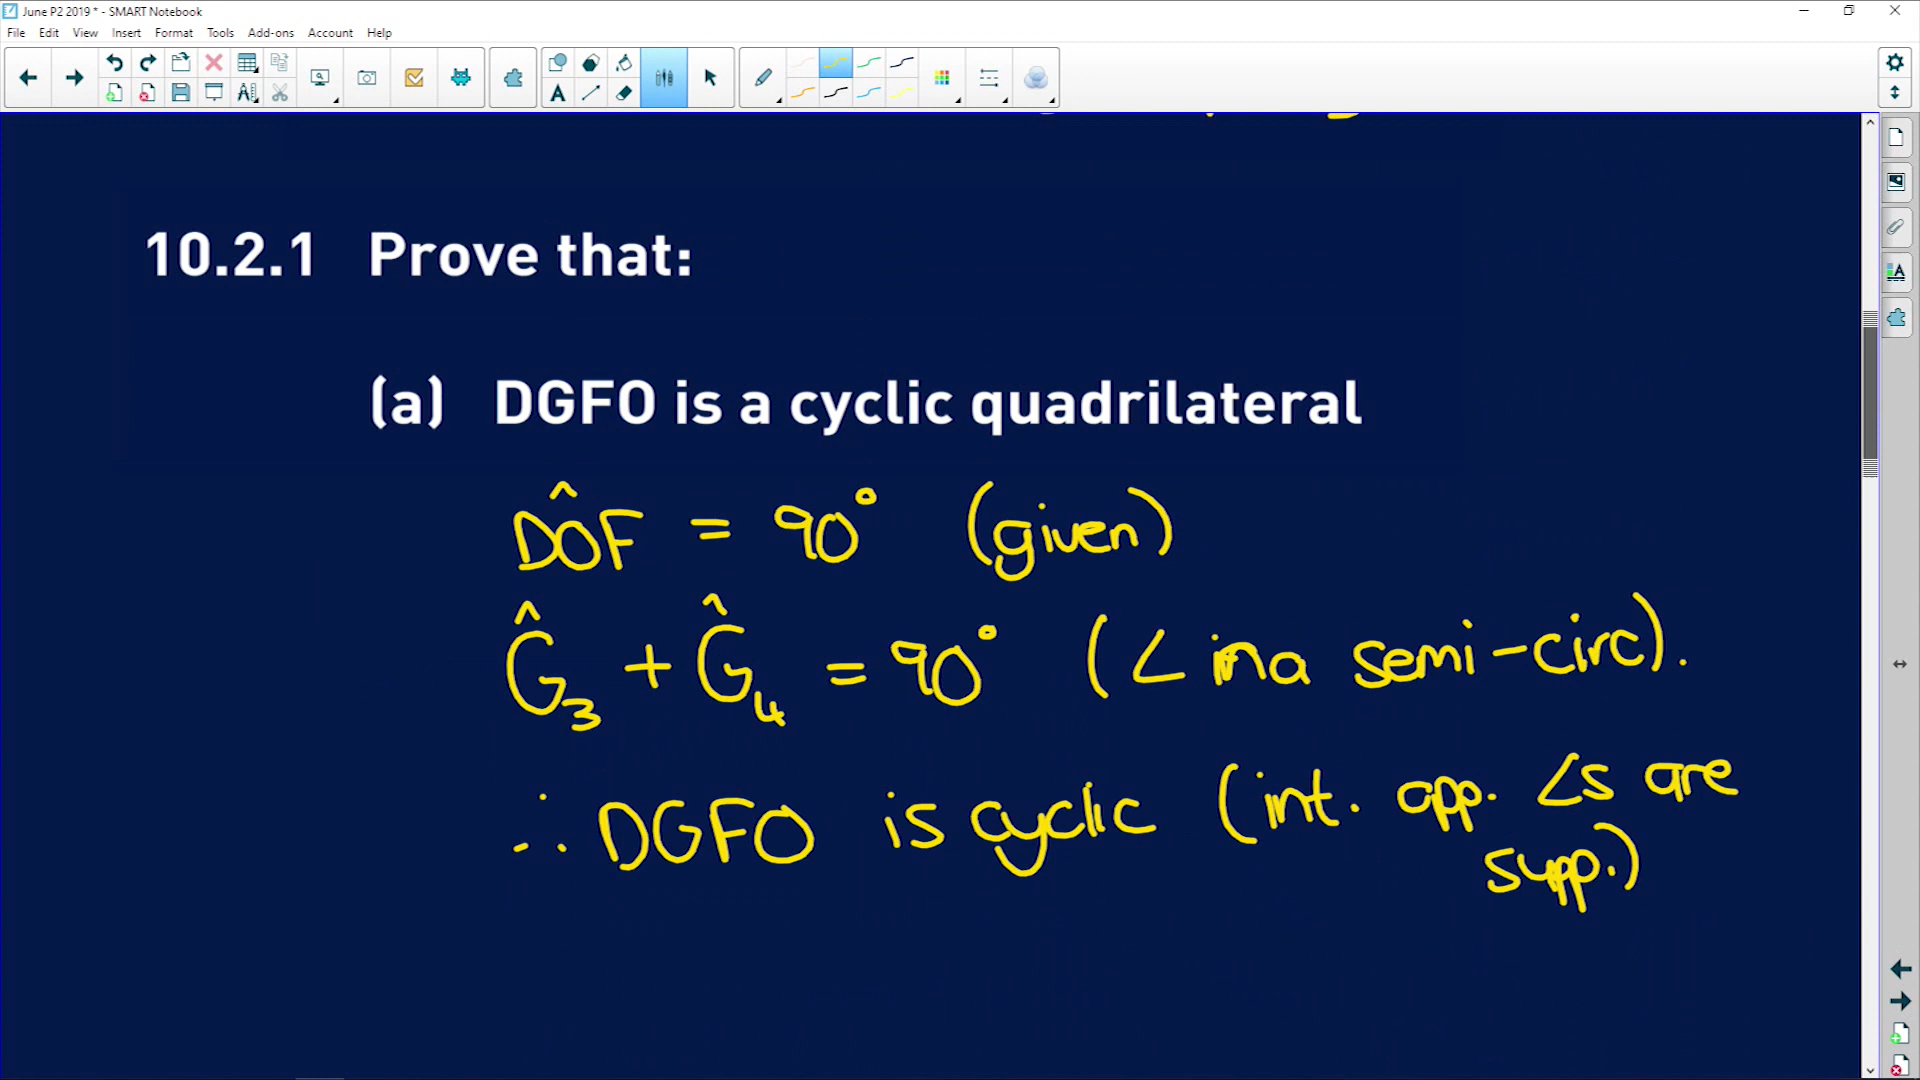 June P2 2019 * - SMART Notebook
File Edit View Insert Format Tools Add-ons Account Help
10.2.1 Prove that:
(a) DGFO is a cyclic quadrilateral
DÔF = 90° (given)
Ĝ₃ + Ĝ₄ = 90° (∠ in a semi-circ).
∴ DGFO is cyclic (int. opp. ∠s are
supp.)